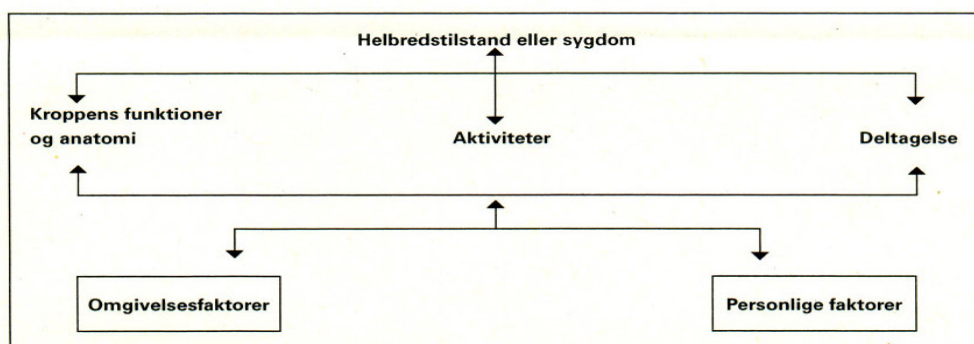 Helbredstilstand eller sygdom
Kroppens funktioner
og anatomi
Aktiviteter
Deltagelse
Omgivelsesfaktorer
Personlige faktorer